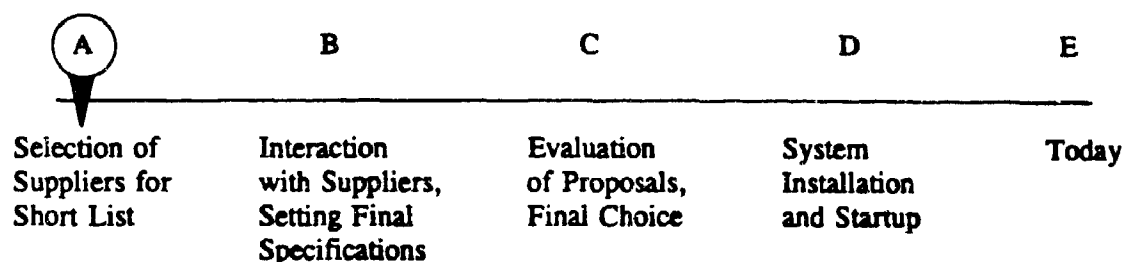 A B C D E
Selection of Interaction Evaluation System Today
Suppliers for with Suppliers, of Proposals, Installation
Short List Setting Final Final Choice and Startup
Specifications